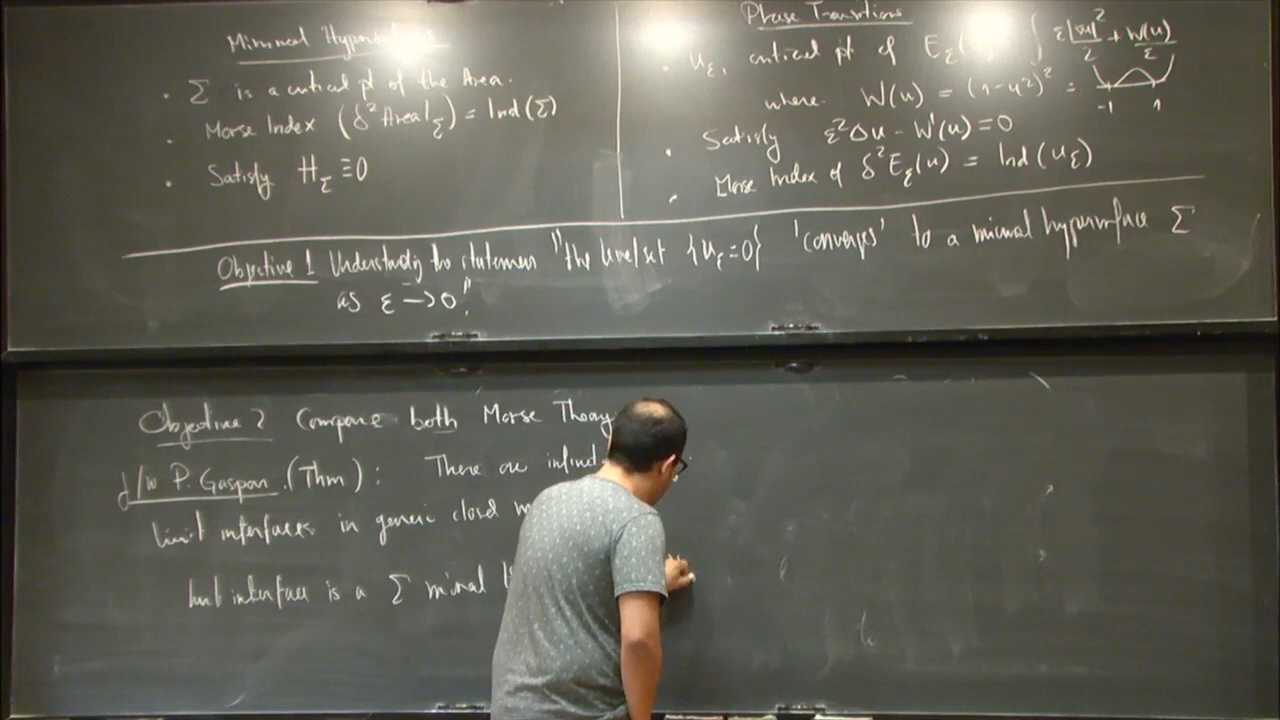 Minimal Hypersurfaces
· Σ is a critical pt of the Area.
· Morse Index (δ²Area|_Σ) = Ind(Σ)
· Satisfy H_Σ ≡ 0
Phase Transitions
· u_ε, critical pt of E_ε ∫ ε|∇u|²/2 + W(u)/ε
where W(u) = (1-u²)² =
-1 1
· Satisfy ε²Δu - W'(u) = 0
· Morse Index of δ²E_ε(u) = Ind(u_ε)
Objective 1 Understanding the statement "the level set {u_ε=0} 'converges' to a minimal hypersurface Σ
as ε → 0".
Objective 2 Compare both Morse Theory
j/w P. Gaspar. (Thm): There are
limit interfaces in generic closed
limit interface is a Σ minimal